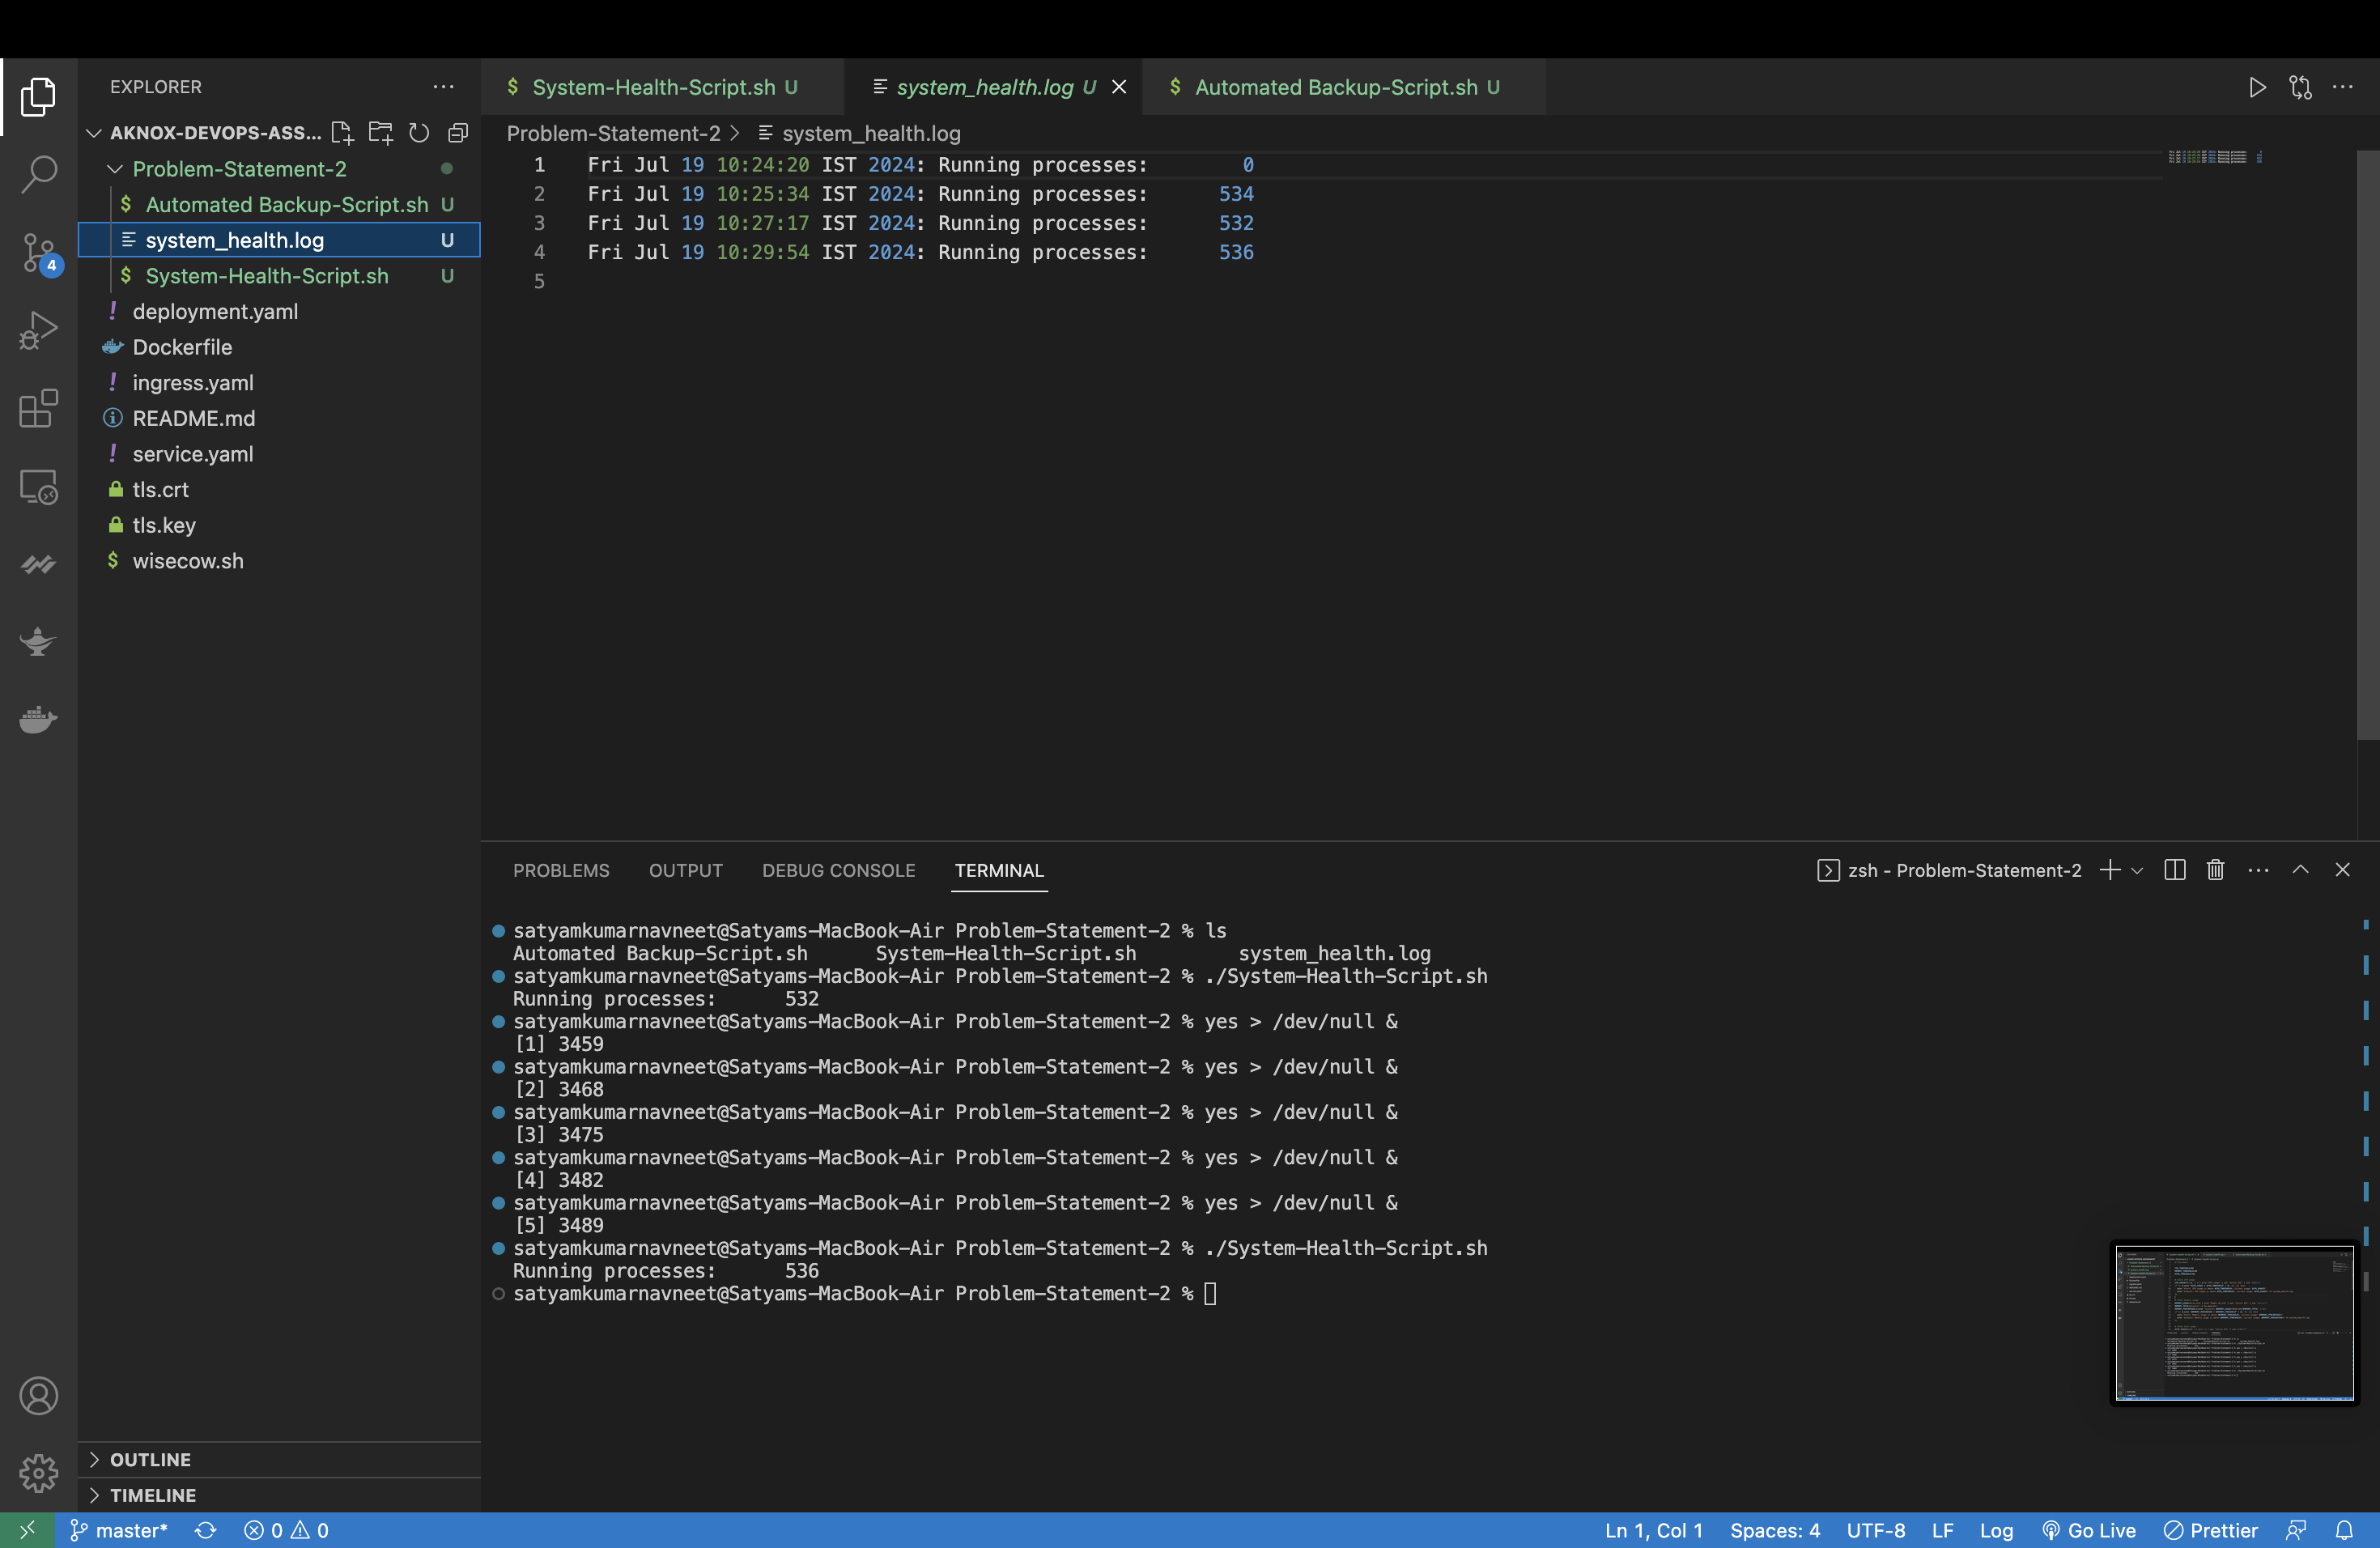 EXPLORER
AKNOX-DEVOPS-ASS...
Problem-Statement-2
Automated Backup-Script.sh U
system_health.log U
System-Health-Script.sh U
deployment.yaml
Dockerfile
ingress.yaml
README.md
service.yaml
tls.crt
tls.key
wisecow.sh
4
OUTLINE
TIMELINE
System-Health-Script.sh U
system_health.log U
Automated Backup-Script.sh U
Problem-Statement-2 > system_health.log
1 Fri Jul 19 10:24:20 IST 2024: Running processes: 0
2 Fri Jul 19 10:25:34 IST 2024: Running processes: 534
3 Fri Jul 19 10:27:17 IST 2024: Running processes: 532
4 Fri Jul 19 10:29:54 IST 2024: Running processes: 536
5
PROBLEMS OUTPUT DEBUG CONSOLE TERMINAL
zsh - Problem-Statement-2
satyamkumarnavneet@Satyams-MacBook-Air Problem-Statement-2 % ls
Automated Backup-Script.sh System-Health-Script.sh system_health.log
satyamkumarnavneet@Satyams-MacBook-Air Problem-Statement-2 % ./System-Health-Script.sh
Running processes: 532
satyamkumarnavneet@Satyams-MacBook-Air Problem-Statement-2 % yes > /dev/null &
[1] 3459
satyamkumarnavneet@Satyams-MacBook-Air Problem-Statement-2 % yes > /dev/null &
[2] 3468
satyamkumarnavneet@Satyams-MacBook-Air Problem-Statement-2 % yes > /dev/null &
[3] 3475
satyamkumarnavneet@Satyams-MacBook-Air Problem-Statement-2 % yes > /dev/null &
[4] 3482
satyamkumarnavneet@Satyams-MacBook-Air Problem-Statement-2 % yes > /dev/null &
[5] 3489
satyamkumarnavneet@Satyams-MacBook-Air Problem-Statement-2 % ./System-Health-Script.sh
Running processes: 536
satyamkumarnavneet@Satyams-MacBook-Air Problem-Statement-2 %
master* 0 0 Ln 1, Col 1 Spaces: 4 UTF-8 LF Log Go Live Prettier